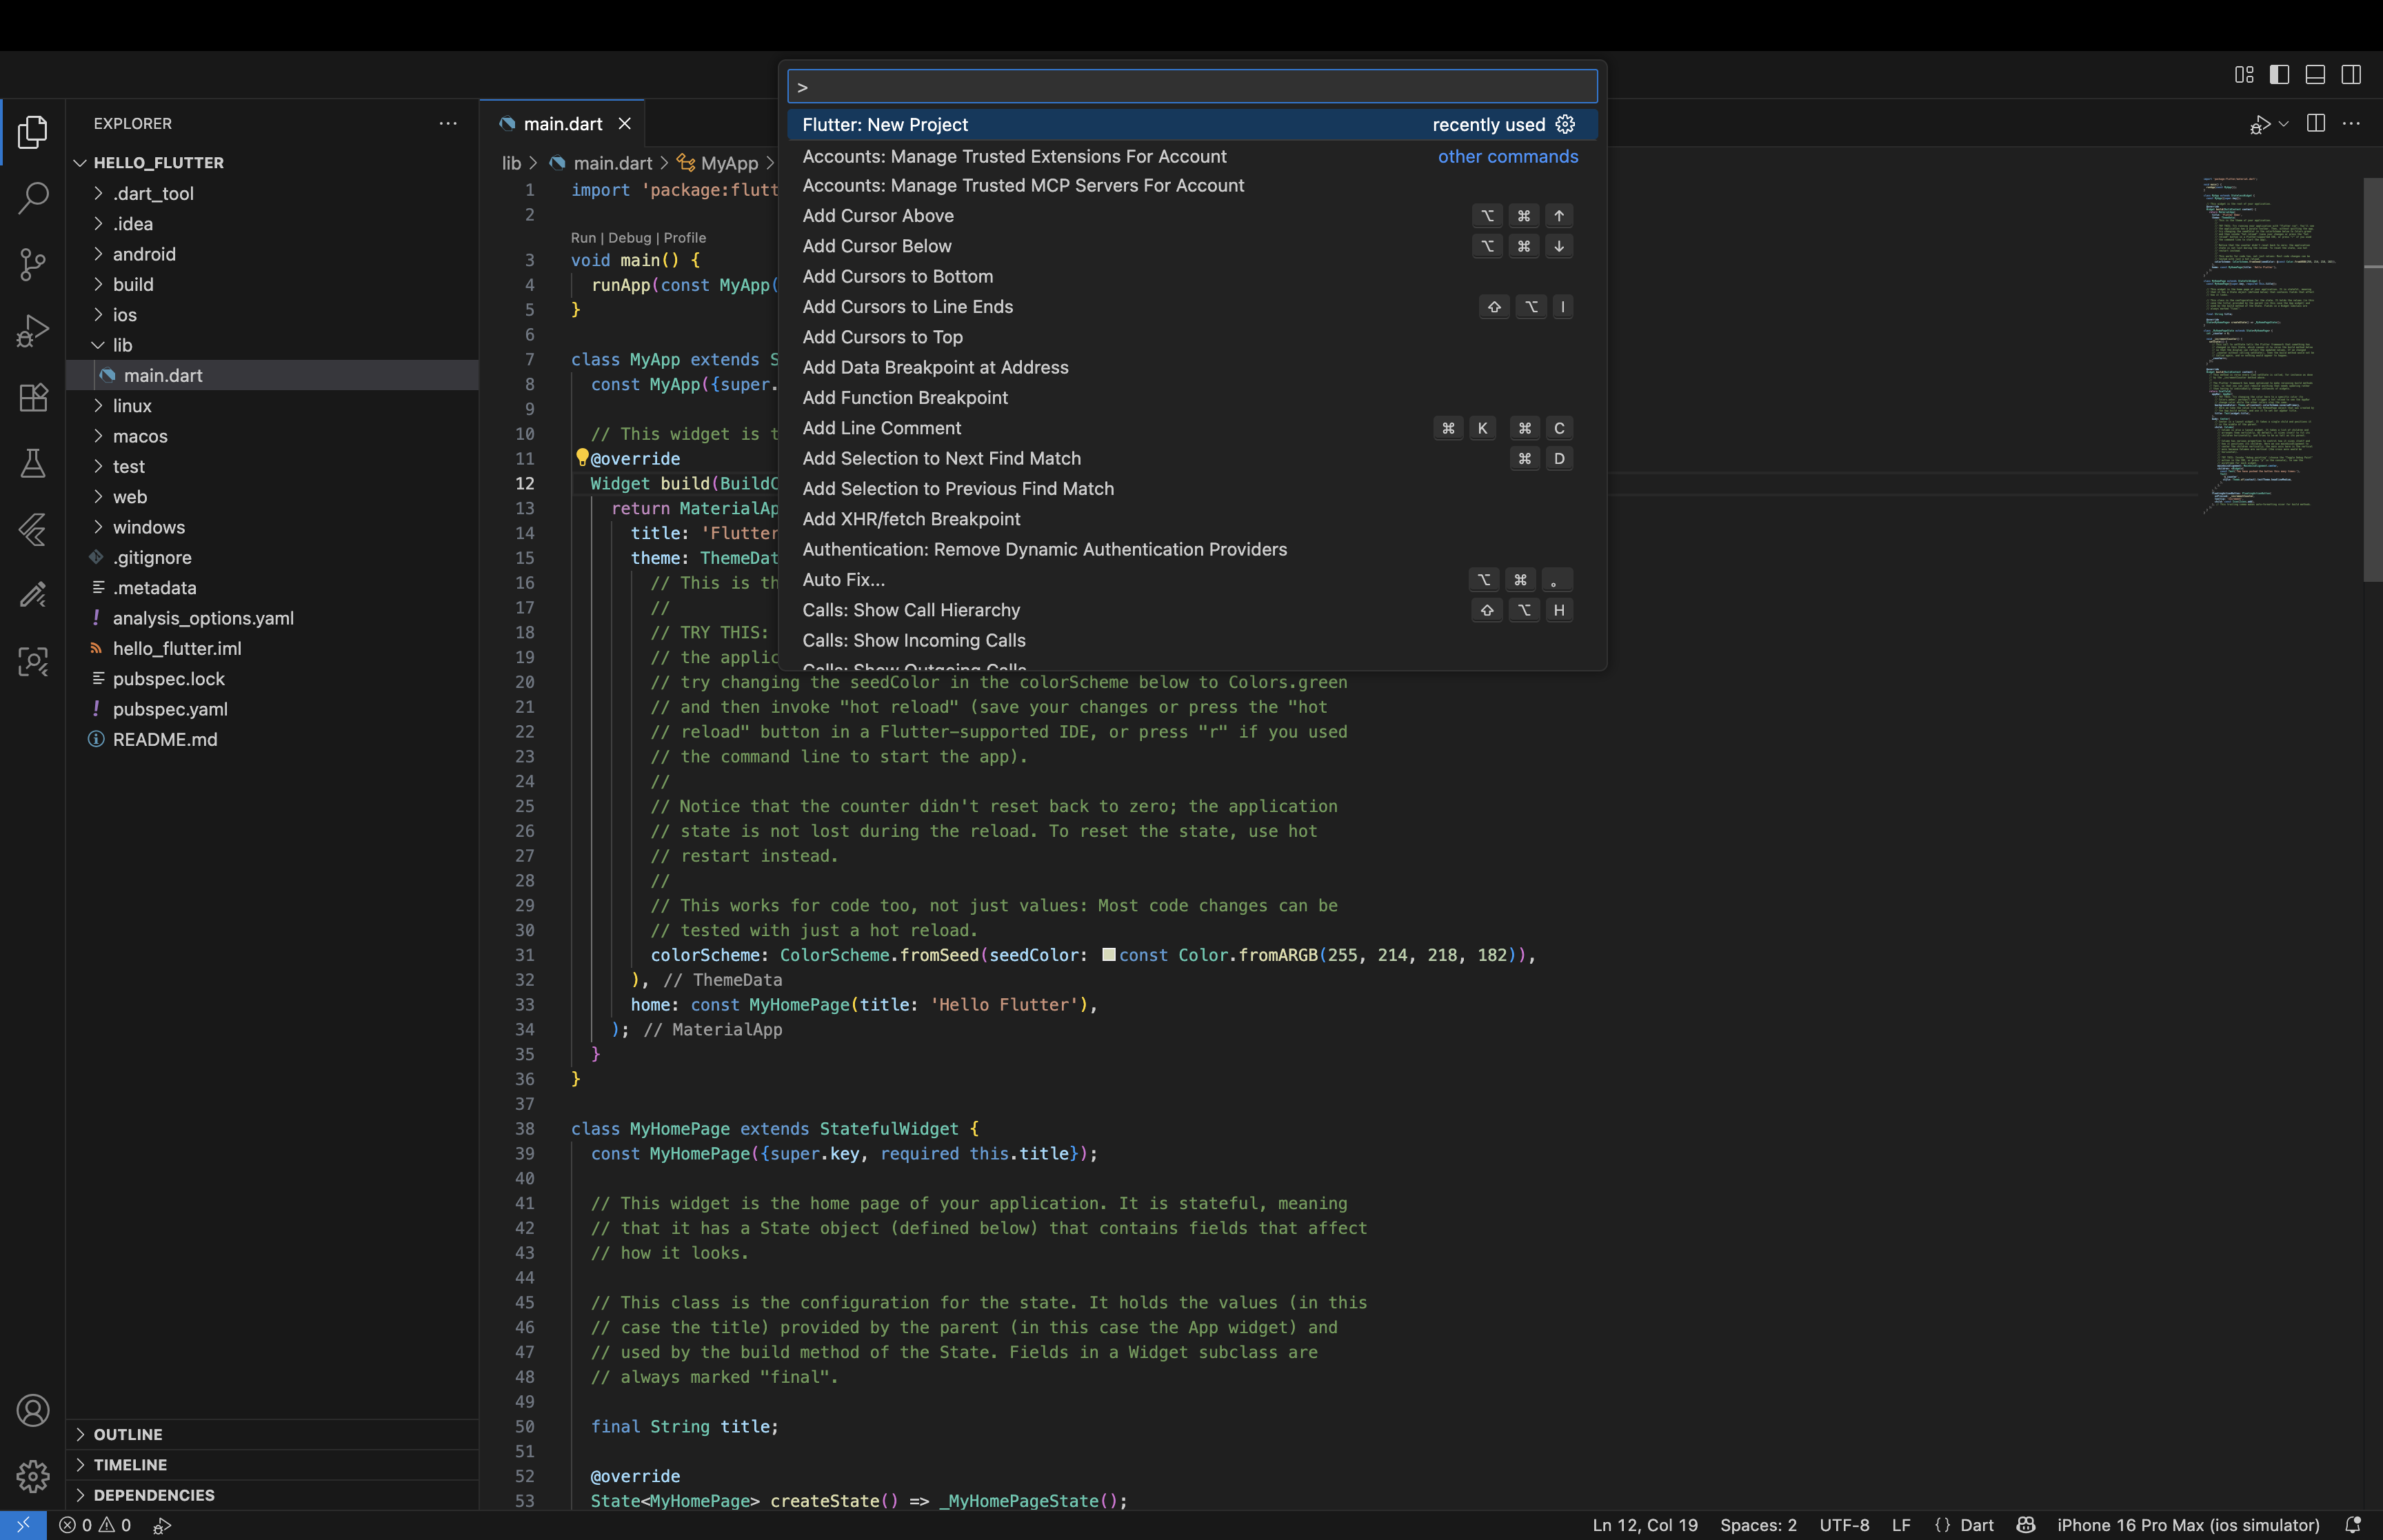 >
Flutter: New Project recently used
Accounts: Manage Trusted Extensions For Account other commands
Accounts: Manage Trusted MCP Servers For Account
Add Cursor Above ⌥ ⌘ ↑
Add Cursor Below ⌥ ⌘ ↓
Add Cursors to Bottom
Add Cursors to Line Ends ⇧ ⌥ I
Add Cursors to Top
Add Data Breakpoint at Address
Add Function Breakpoint
Add Line Comment ⌘ K ⌘ C
Add Selection to Next Find Match ⌘ D
Add Selection to Previous Find Match
Add XHR/fetch Breakpoint
Authentication: Remove Dynamic Authentication Providers
Auto Fix... ⌥ ⌘ 。
Calls: Show Call Hierarchy ⇧ ⌥ H
Calls: Show Incoming Calls
Calls: Show Outgoing Calls
EXPLORER
HELLO_FLUTTER
.dart_tool
.idea
android
build
ios
lib
main.dart
linux
macos
test
web
windows
.gitignore
.metadata
analysis_options.yaml
hello_flutter.iml
pubspec.lock
pubspec.yaml
README.md
OUTLINE
TIMELINE
DEPENDENCIES
main.dart
lib > main.dart > MyApp >
1 import 'package:flutt
2
Run | Debug | Profile
3 void main() {
4 runApp(const MyApp(
5 }
6
7 class MyApp extends S
8 const MyApp({super.
9
10 // This widget is t
11 @override
12 Widget build(BuildC
13 return MaterialAp
14 title: 'Flutter
15 theme: ThemeDat
16 // This is th
17 //
18 // TRY THIS:
19 // the applic
20 // try changing the seedColor in the colorScheme below to Colors.green
21 // and then invoke "hot reload" (save your changes or press the "hot
22 // reload" button in a Flutter-supported IDE, or press "r" if you used
23 // the command line to start the app).
24 //
25 // Notice that the counter didn't reset back to zero; the application
26 // state is not lost during the reload. To reset the state, use hot
27 // restart instead.
28 //
29 // This works for code too, not just values: Most code changes can be
30 // tested with just a hot reload.
31 colorScheme: ColorScheme.fromSeed(seedColor: const Color.fromARGB(255, 214, 218, 182)),
32 ), // ThemeData
33 home: const MyHomePage(title: 'Hello Flutter'),
34 ); // MaterialApp
35 }
36 }
37
38 class MyHomePage extends StatefulWidget {
39 const MyHomePage({super.key, required this.title});
40
41 // This widget is the home page of your application. It is stateful, meaning
42 // that it has a State object (defined below) that contains fields that affect
43 // how it looks.
44
45 // This class is the configuration for the state. It holds the values (in this
46 // case the title) provided by the parent (in this case the App widget) and
47 // used by the build method of the State. Fields in a Widget subclass are
48 // always marked "final".
49
50 final String title;
51
52 @override
53 State<MyHomePage> createState() => _MyHomePageState();
0 0
Ln 12, Col 19 Spaces: 2 UTF-8 LF {} Dart iPhone 16 Pro Max (ios simulator)